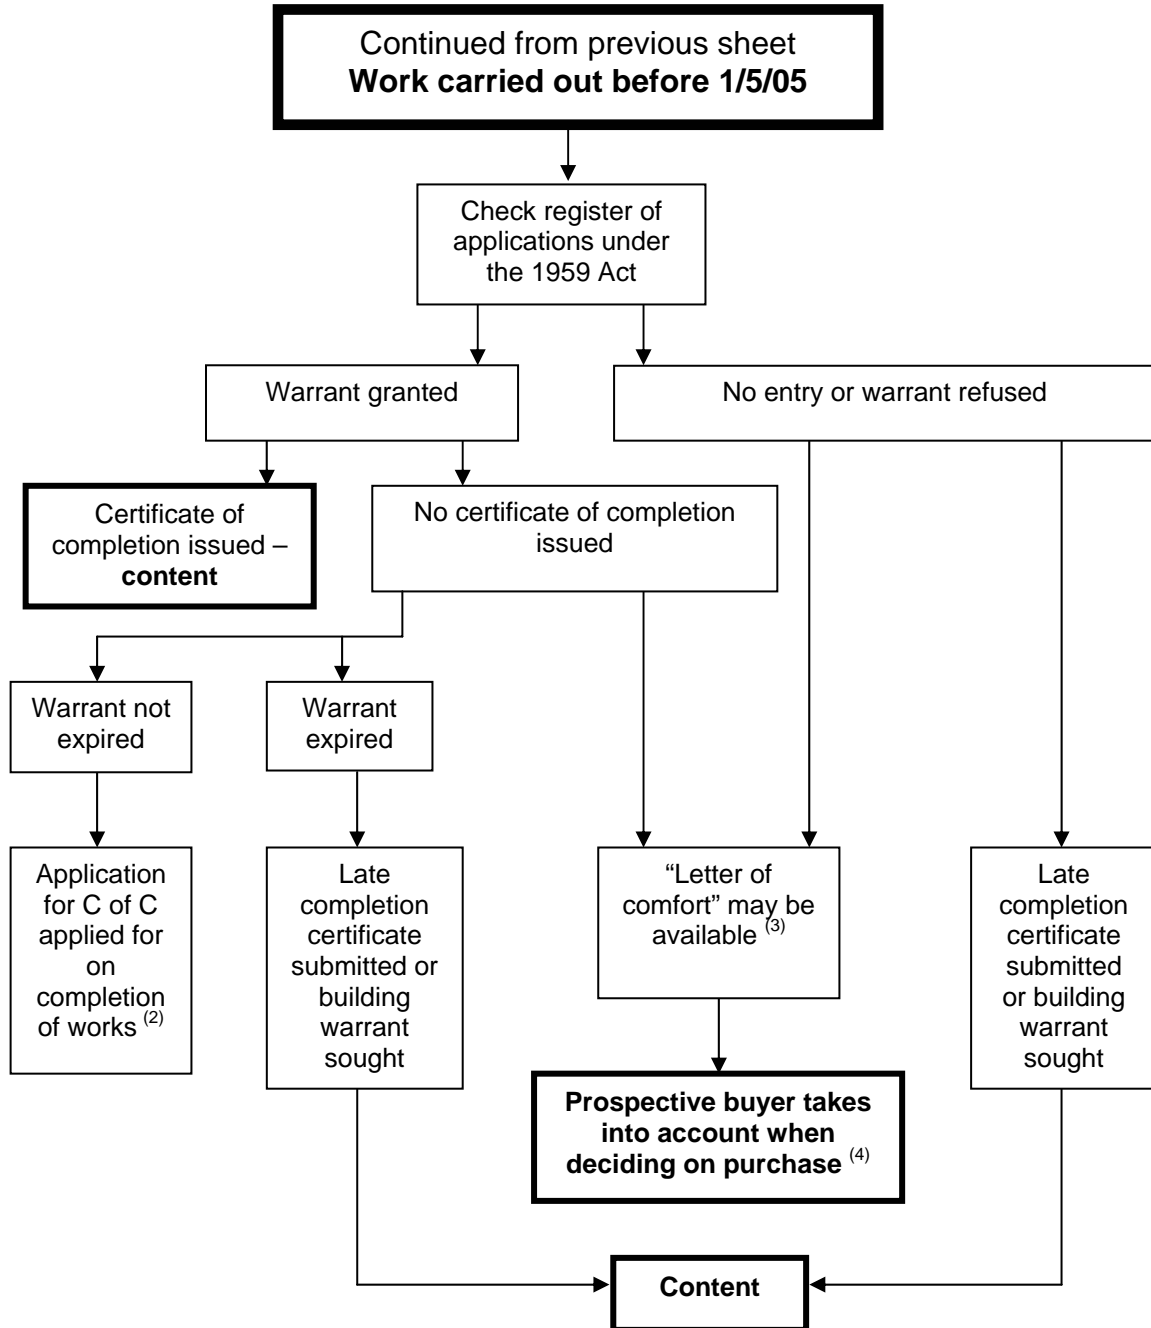 Continued from previous sheet
Work carried out before 1/5/05
Check register of
applications under
the 1959 Act
Warrant granted
No entry or warrant refused
Certificate of
completion issued –
content
No certificate of completion
issued
Warrant not
expired
Warrant
expired
Application
for C of C
applied for
on
completion
of works (2)
Late
completion
certificate
submitted or
building
warrant
sought
“Letter of
comfort” may be
available (3)
Late
completion
certificate
submitted
or building
warrant
sought
Prospective buyer takes
into account when
deciding on purchase (4)
Content